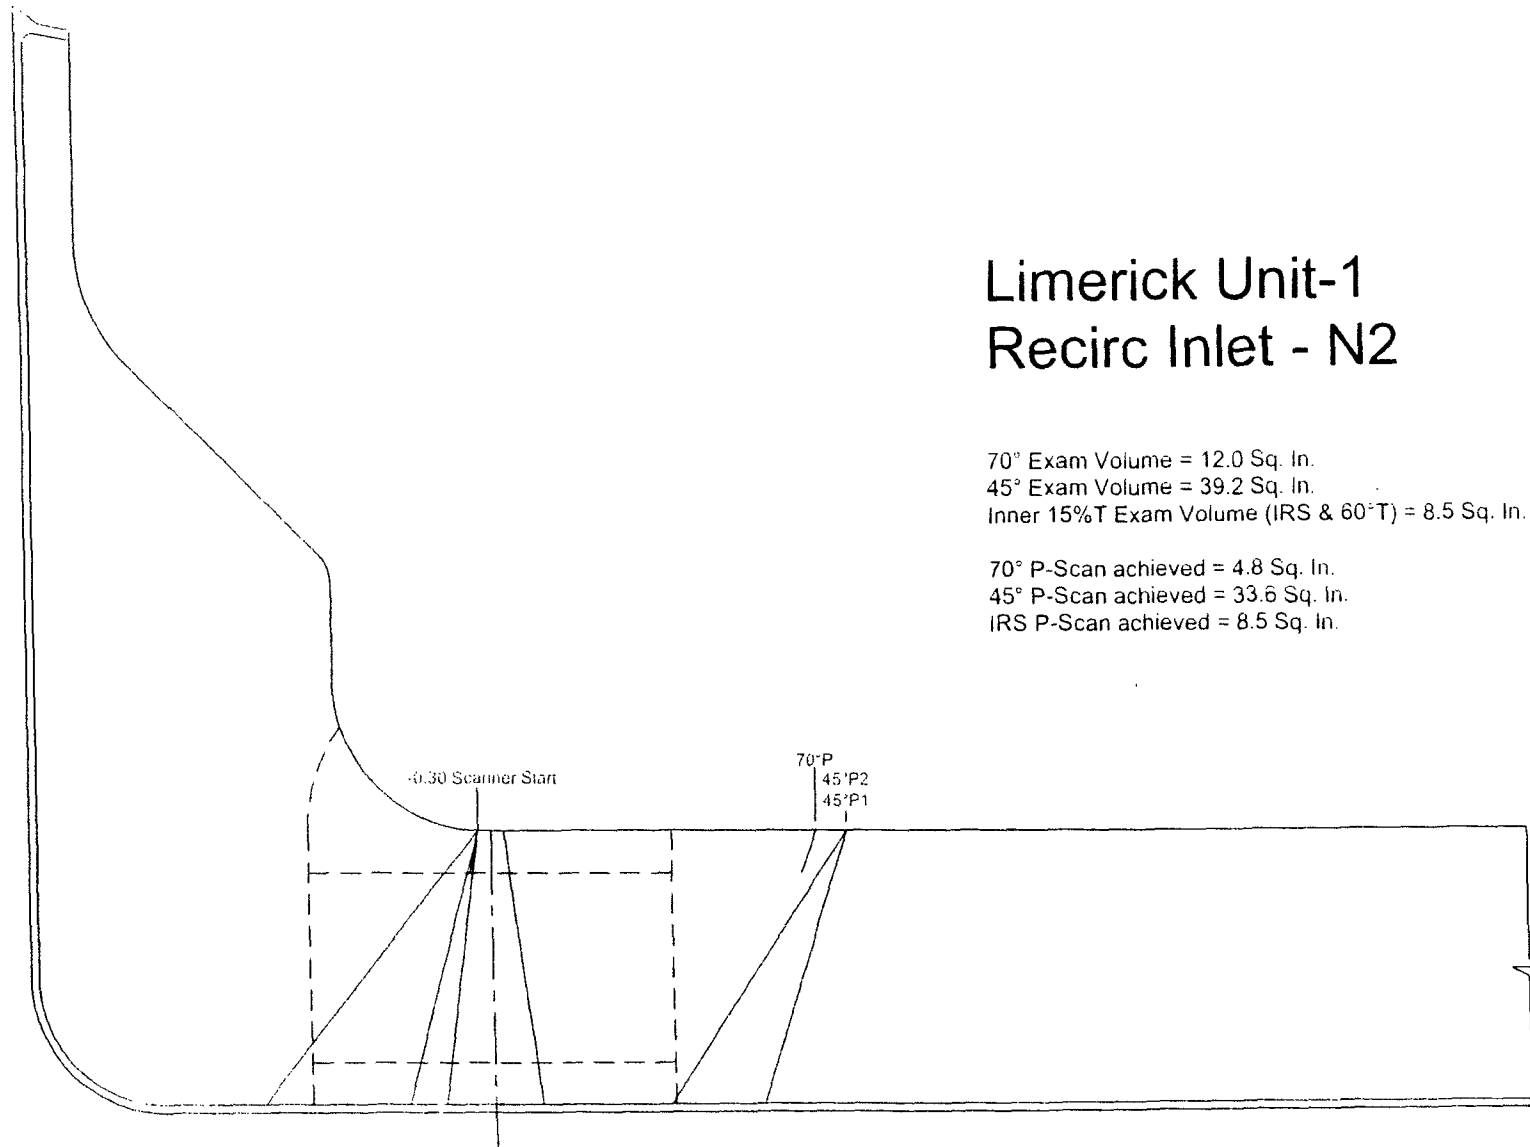 Limerick Unit-1
Recirc Inlet - N2
70° Exam Volume = 12.0 Sq. In.
45° Exam Volume = 39.2 Sq. In.
Inner 15%T Exam Volume (IRS & 60°T) = 8.5 Sq. In.
70° P-Scan achieved = 4.8 Sq. In.
45° P-Scan achieved = 33.6 Sq. In.
IRS P-Scan achieved = 8.5 Sq. In.
-0.30 Scanner Start
70°P
45°P2
45°P1